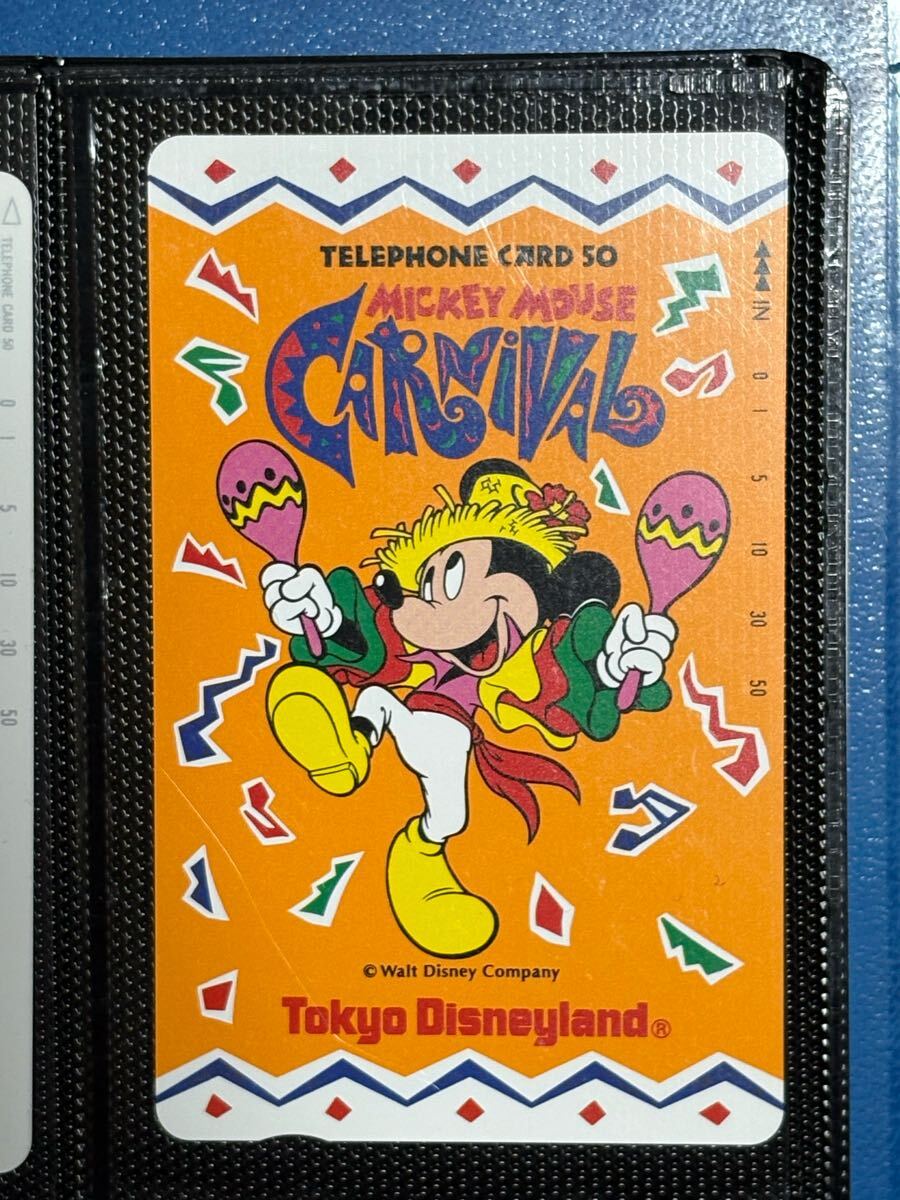 TELEPHONE CARD 50
MICKEY MOUSE
CARNIVAL
© Walt Disney Company
Tokyo Disneyland®
IN 0 1 5 10 30 50
TELEPHONE CARD 50 0 1 5 10 30 50